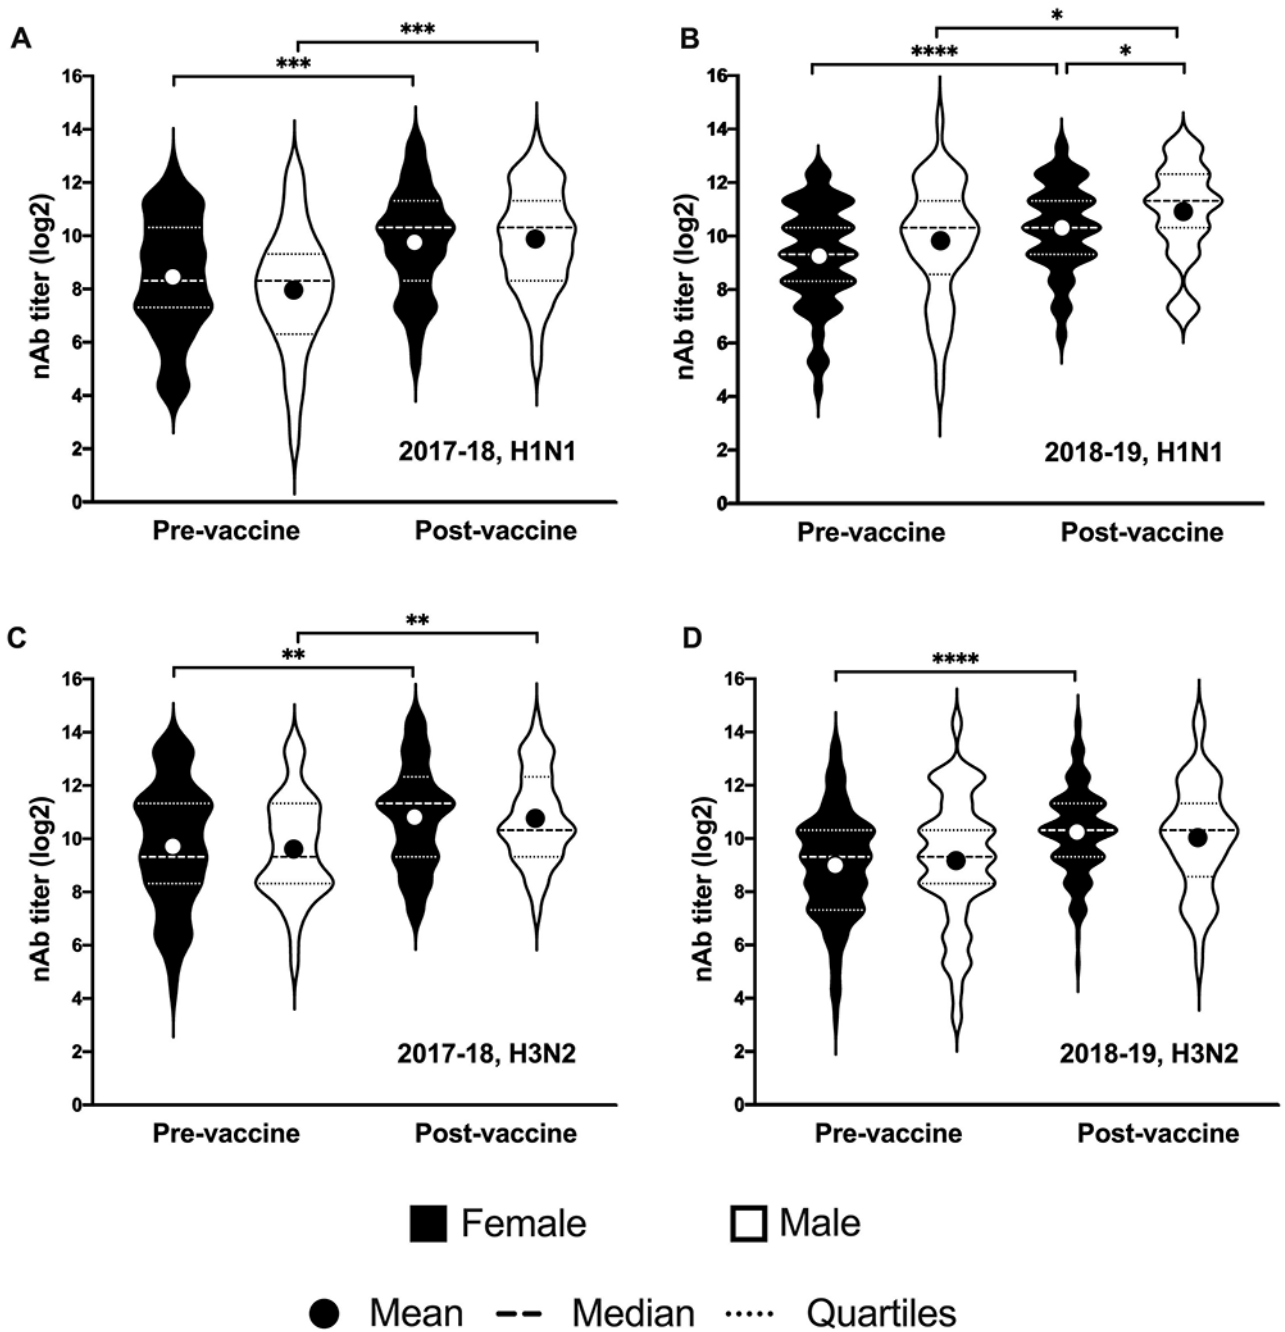 A
***
***
16
14
12
10
8
6
4
2
0
nAb titer (log2)
2017-18, H1N1
Pre-vaccine
Post-vaccine
B
*
****
*
16
14
12
10
8
6
4
2
0
nAb titer (log2)
2018-19, H1N1
Pre-vaccine
Post-vaccine
C
**
**
16
14
12
10
8
6
4
2
0
nAb titer (log2)
2017-18, H3N2
Pre-vaccine
Post-vaccine
D
****
16
14
12
10
8
6
4
2
0
nAb titer (log2)
2018-19, H3N2
Pre-vaccine
Post-vaccine
Female
Male
Mean
Median
Quartiles